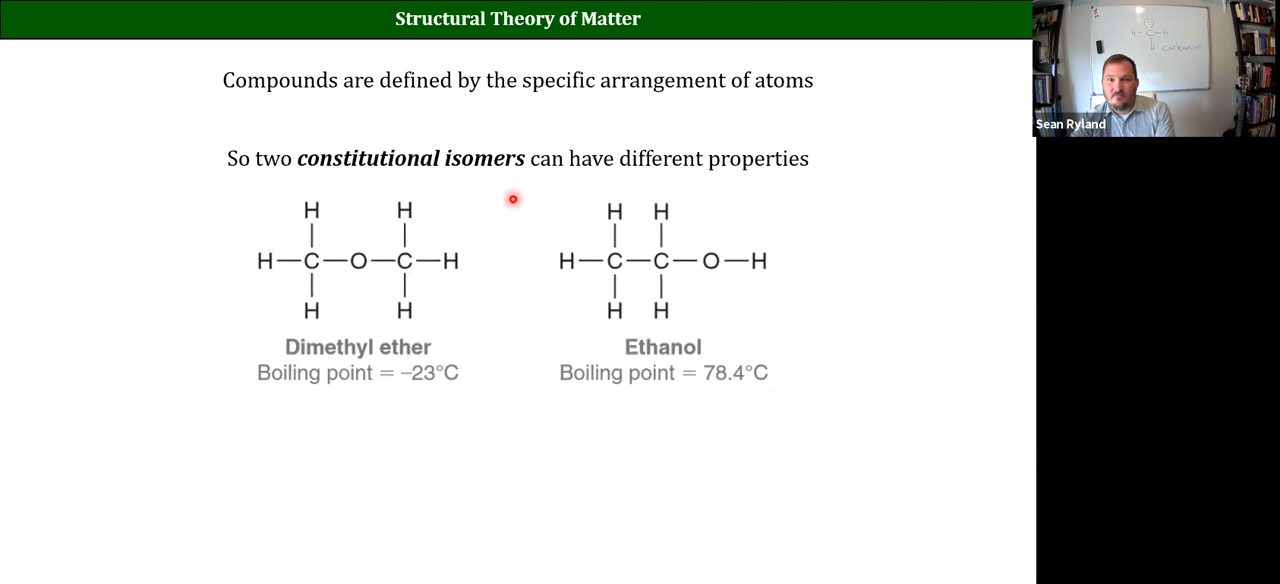 Structural Theory of Matter
Compounds are defined by the specific arrangement of atoms
So two constitutional isomers can have different properties
H H
H—C—O—C—H
H H
Dimethyl ether
Boiling point = −23°C
H H
H—C—C—O—H
H H
Ethanol
Boiling point = 78.4°C
H-C-H
H carbanion
Sean Ryland